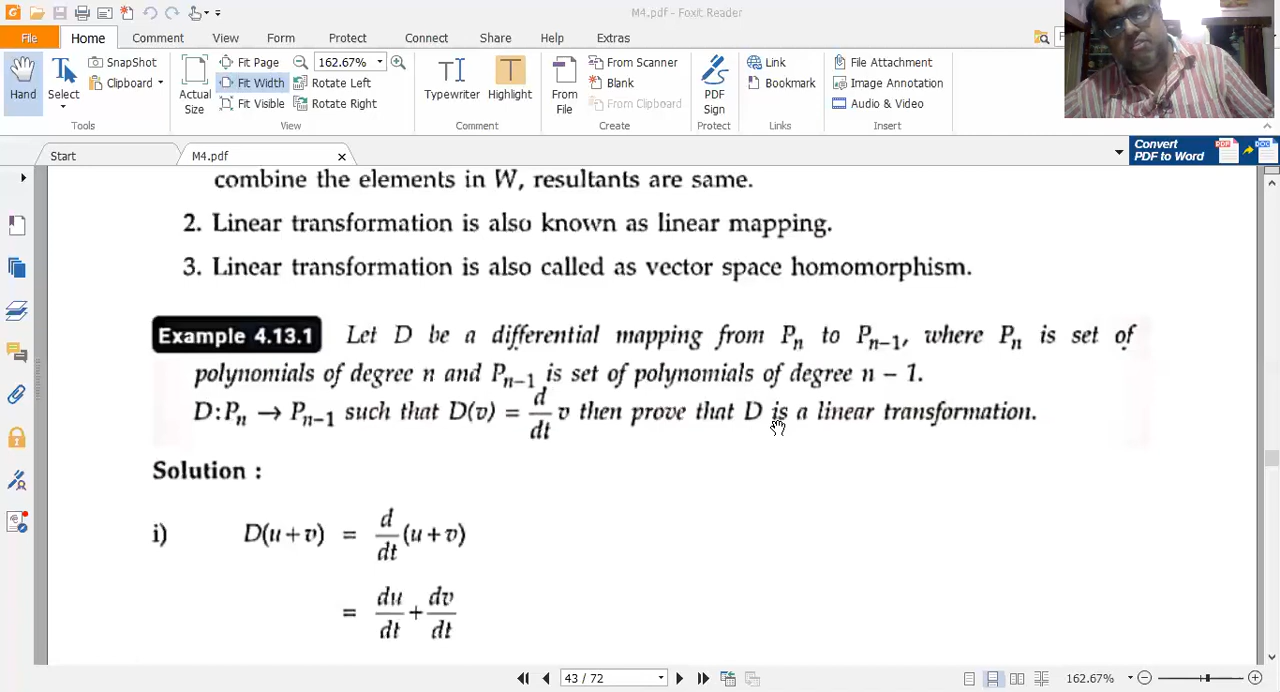 M4.pdf - Foxit Reader
File Home Comment View Form Protect Connect Share Help Extras
Hand Select SnapShot Clipboard Actual Size Fit Page Fit Width Fit Visible 162.67% Rotate Left Rotate Right Typewriter Highlight From File From Scanner Blank From Clipboard PDF Sign Link Bookmark File Attachment Image Annotation Audio & Video
Tools View Comment Create Protect Links Insert
Start M4.pdf Convert PDF to Word
combine the elements in W, resultants are same.
2. Linear transformation is also known as linear mapping.
3. Linear transformation is also called as vector space homomorphism.
Example 4.13.1 Let D be a differential mapping from Pₙ to Pₙ₋₁, where Pₙ is set of
polynomials of degree n and Pₙ₋₁ is set of polynomials of degree n – 1.
D:Pₙ → Pₙ₋₁ such that D(v) = d/dt v then prove that D is a linear transformation.
Solution :
i) D(u+v) = d/dt (u+v)
= du/dt + dv/dt
43 / 72 162.67%